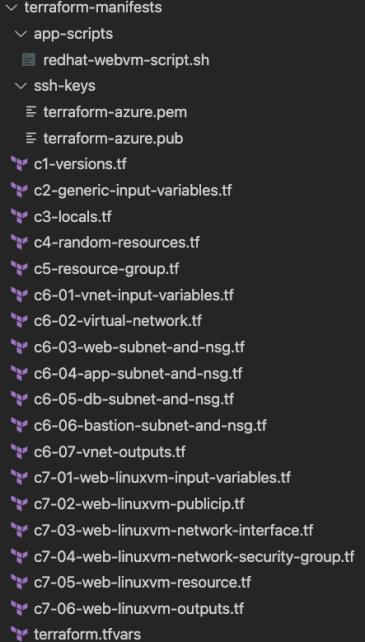 terraform-manifests
app-scripts
redhat-webvm-script.sh
ssh-keys
terraform-azure.pem
terraform-azure.pub
c1-versions.tf
c2-generic-input-variables.tf
c3-locals.tf
c4-random-resources.tf
c5-resource-group.tf
c6-01-vnet-input-variables.tf
c6-02-virtual-network.tf
c6-03-web-subnet-and-nsg.tf
c6-04-app-subnet-and-nsg.tf
c6-05-db-subnet-and-nsg.tf
c6-06-bastion-subnet-and-nsg.tf
c6-07-vnet-outputs.tf
c7-01-web-linuxvm-input-variables.tf
c7-02-web-linuxvm-publicip.tf
c7-03-web-linuxvm-network-interface.tf
c7-04-web-linuxvm-network-security-group.tf
c7-05-web-linuxvm-resource.tf
c7-06-web-linuxvm-outputs.tf
terraform.tfvars